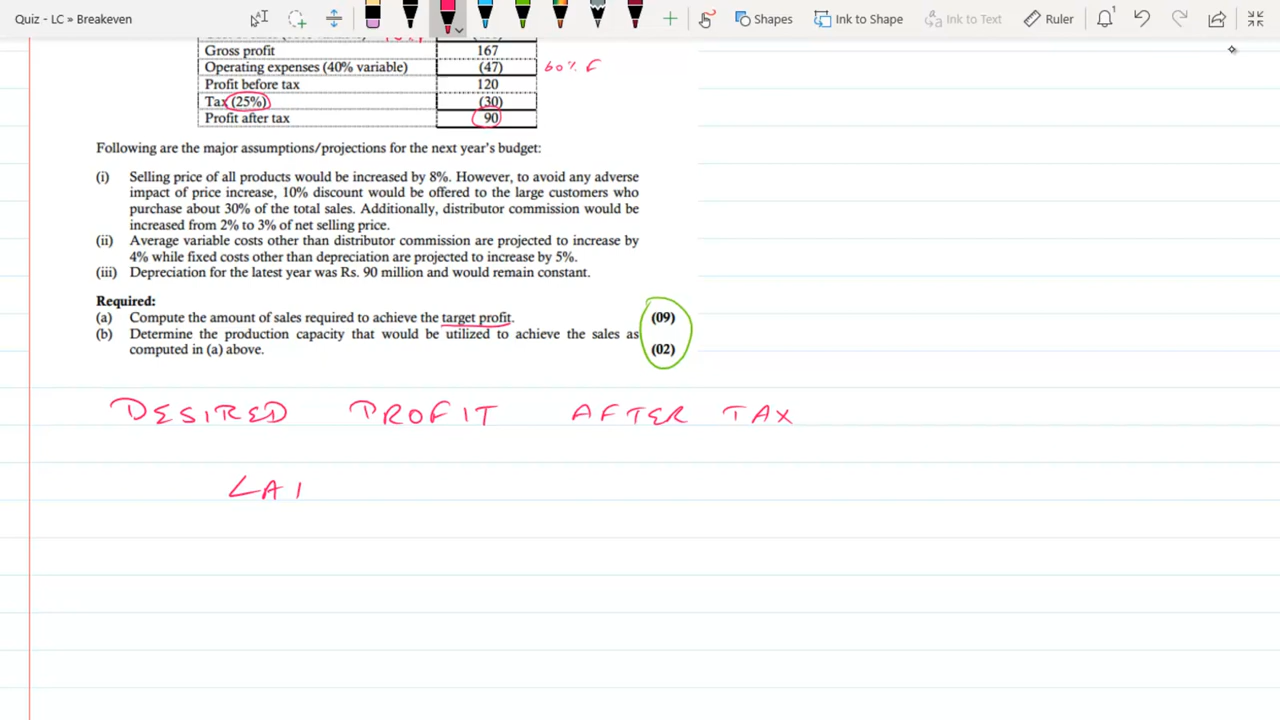 Quiz - LC » Breakeven
Shapes Ink to Shape Ink to Text Ruler
Gross profit 167
Operating expenses (40% variable) (47) 60% F
Profit before tax 120
Tax (25%) (30)
Profit after tax 90
Following are the major assumptions/projections for the next year's budget:
(i) Selling price of all products would be increased by 8%. However, to avoid any adverse
impact of price increase, 10% discount would be offered to the large customers who
purchase about 30% of the total sales. Additionally, distributor commission would be
increased from 2% to 3% of net selling price.
(ii) Average variable costs other than distributor commission are projected to increase by
4% while fixed costs other than depreciation are projected to increase by 5%.
(iii) Depreciation for the latest year was Rs. 90 million and would remain constant.
Required:
(a) Compute the amount of sales required to achieve the target profit. (09)
(b) Determine the production capacity that would be utilized to achieve the sales as
computed in (a) above. (02)
DESIRED PROFIT AFTER TAX
LAI